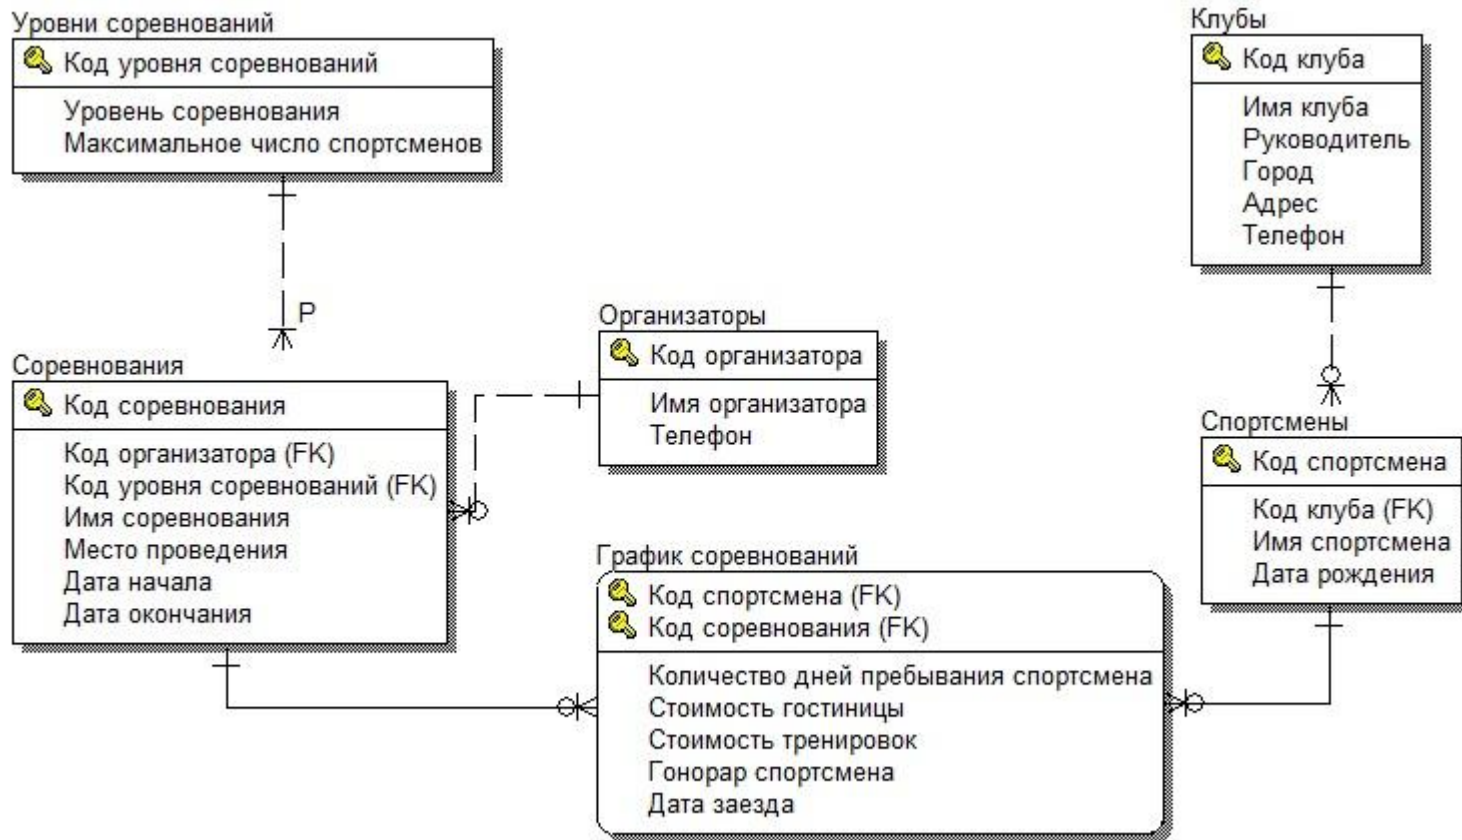 Уровни соревнований
Код уровня соревнований
Уровень соревнования
Максимальное число спортсменов
P
Соревнования
Код соревнования
Код организатора (FK)
Код уровня соревнований (FK)
Имя соревнования
Место проведения
Дата начала
Дата окончания
Организаторы
Код организатора
Имя организатора
Телефон
График соревнований
Код спортсмена (FK)
Код соревнования (FK)
Количество дней пребывания спортсмена
Стоимость гостиницы
Стоимость тренировок
Гонорар спортсмена
Дата заезда
Клубы
Код клуба
Имя клуба
Руководитель
Город
Адрес
Телефон
Спортсмены
Код спортсмена
Код клуба (FK)
Имя спортсмена
Дата рождения